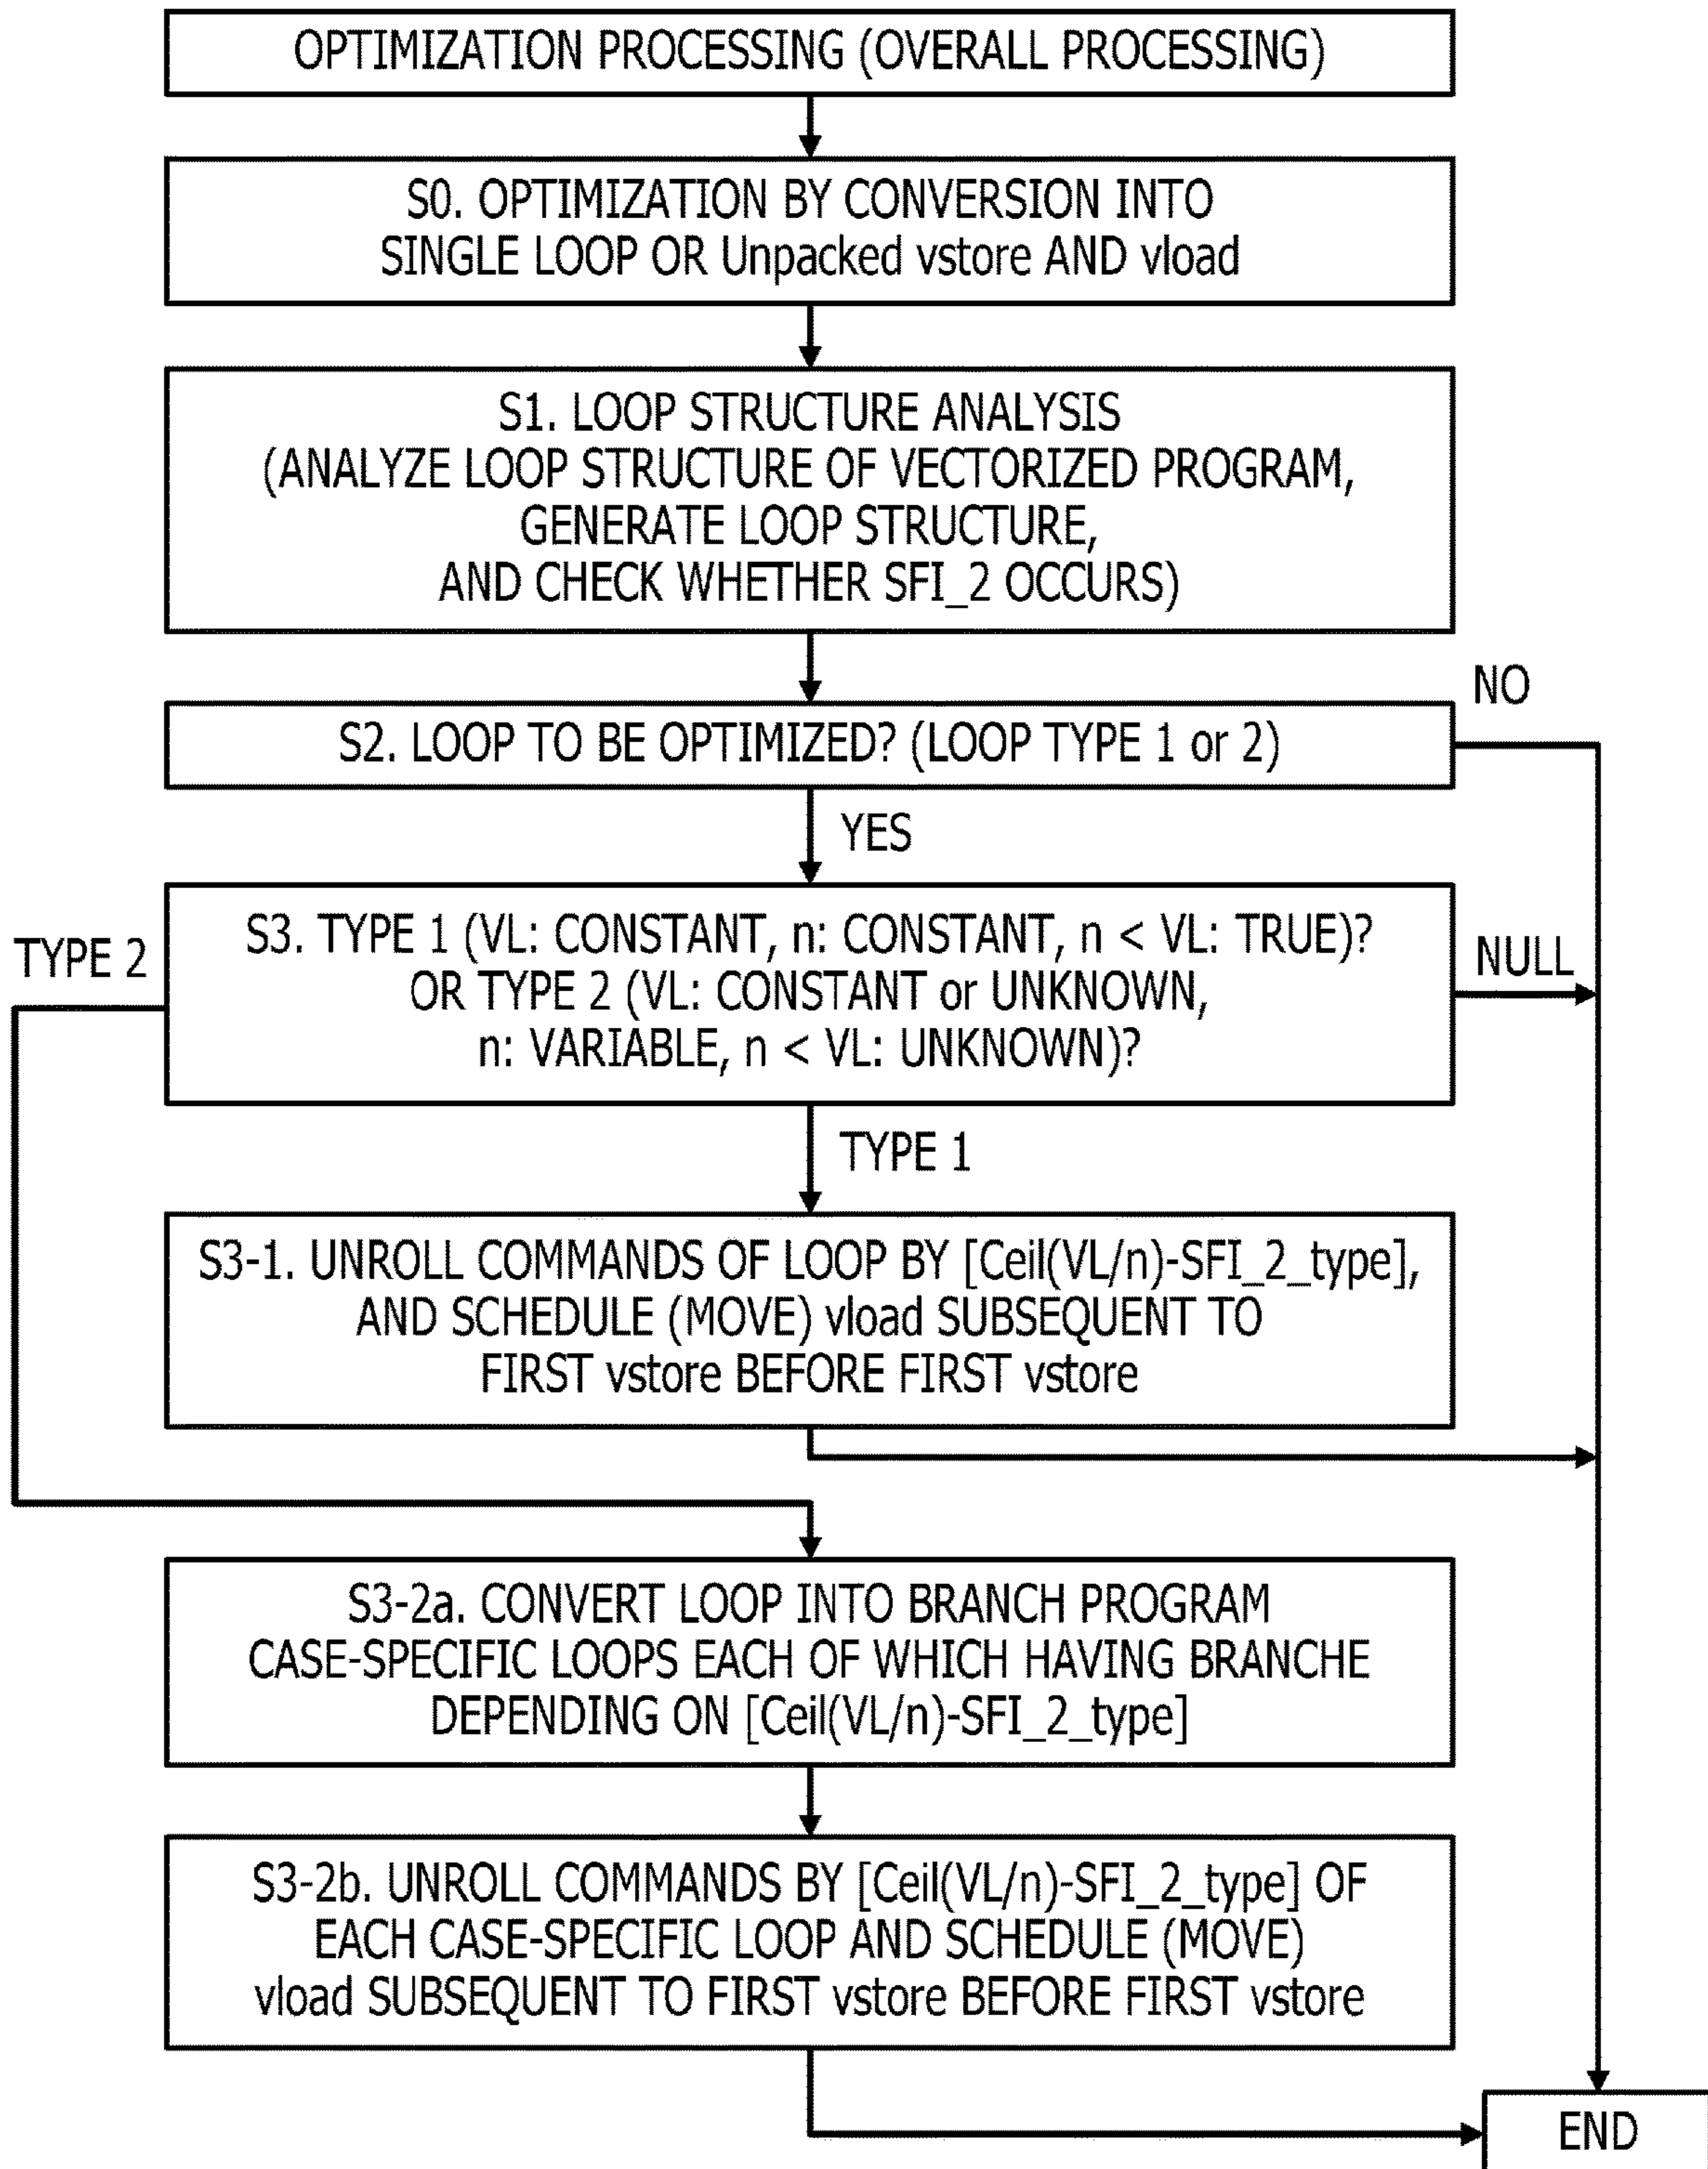 OPTIMIZATION PROCESSING (OVERALL PROCESSING)
S0. OPTIMIZATION BY CONVERSION INTO
SINGLE LOOP OR Unpacked vstore AND vload
S1. LOOP STRUCTURE ANALYSIS
(ANALYZE LOOP STRUCTURE OF VECTORIZED PROGRAM,
GENERATE LOOP STRUCTURE,
AND CHECK WHETHER SFI_2 OCCURS)
NO
S2. LOOP TO BE OPTIMIZED? (LOOP TYPE 1 or 2)
YES
TYPE 2
S3. TYPE 1 (VL: CONSTANT, n: CONSTANT, n < VL: TRUE)?
OR TYPE 2 (VL: CONSTANT or UNKNOWN,
n: VARIABLE, n < VL: UNKNOWN)?
NULL
TYPE 1
S3-1. UNROLL COMMANDS OF LOOP BY [Ceil(VL/n)-SFI_2_type],
AND SCHEDULE (MOVE) vload SUBSEQUENT TO
FIRST vstore BEFORE FIRST vstore
S3-2a. CONVERT LOOP INTO BRANCH PROGRAM
CASE-SPECIFIC LOOPS EACH OF WHICH HAVING BRANCHE
DEPENDING ON [Ceil(VL/n)-SFI_2_type]
S3-2b. UNROLL COMMANDS BY [Ceil(VL/n)-SFI_2_type] OF
EACH CASE-SPECIFIC LOOP AND SCHEDULE (MOVE)
vload SUBSEQUENT TO FIRST vstore BEFORE FIRST vstore
END